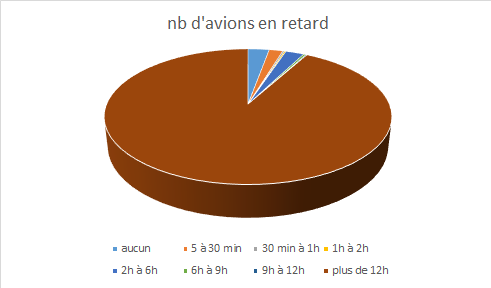 nb d'avions en retard
aucun 5 à 30 min 30 min à 1h 1h à 2h
2h à 6h 6h à 9h 9h à 12h plus de 12h